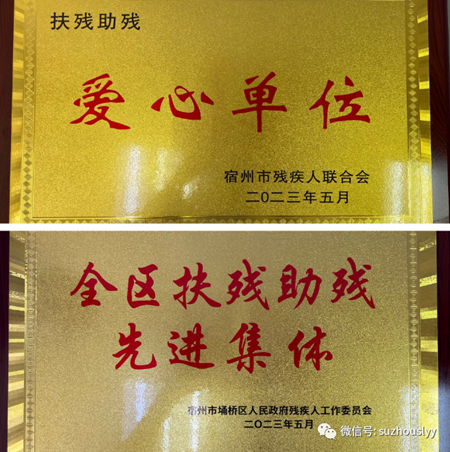 扶残助残
爱心单位
宿州市残疾人联合会
二〇二三年五月
全区扶残助残
先进集体
宿州市埇桥区人民政府残疾人工作委员会
二〇二三年五月
微信号: suzhouslyy